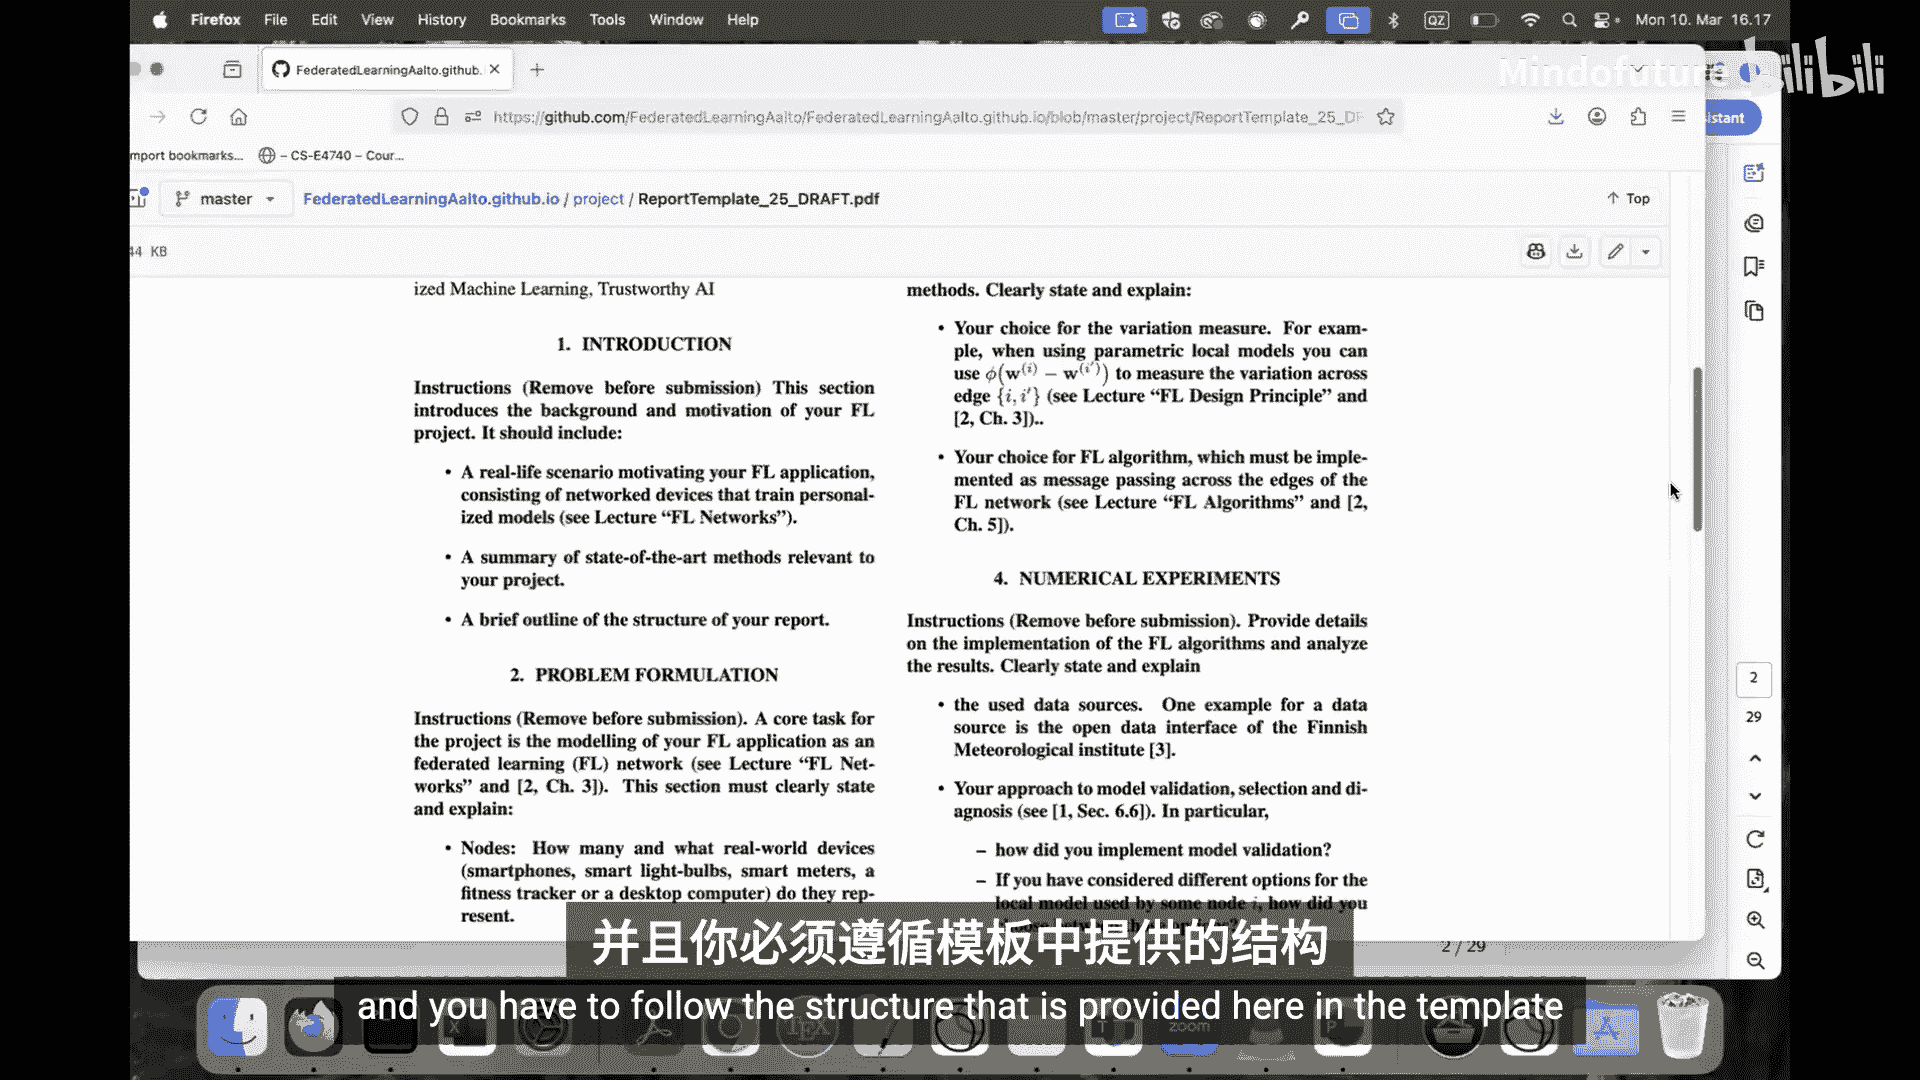 Firefox File Edit View History Bookmarks Tools Window Help
QZ
Mon 10. Mar 16.17
FederatedLearningAalto.github.
Mindofuture bilibili
https://github.com/FederatedLearningAalto/FederatedLearningAalto.github.io/blob/master/project/ReportTemplate_25_DF
istant
mport bookmarks...
– CS-E4740 – Cour...
master
FederatedLearningAalto.github.io / project / ReportTemplate_25_DRAFT.pdf
Top
44 KB
ized Machine Learning, Trustworthy AI
1. INTRODUCTION
Instructions (Remove before submission) This section
introduces the background and motivation of your FL
project. It should include:
• A real-life scenario motivating your FL application,
consisting of networked devices that train personal-
ized models (see Lecture “FL Networks”).
• A summary of state-of-the-art methods relevant to
your project.
• A brief outline of the structure of your report.
2. PROBLEM FORMULATION
Instructions (Remove before submission). A core task for
the project is the modelling of your FL application as an
federated learning (FL) network (see Lecture “FL Net-
works” and [2, Ch. 3]). This section must clearly state
and explain:
• Nodes: How many and what real-world devices
(smartphones, smart light-bulbs, smart meters, a
fitness tracker or a desktop computer) do they rep-
resent.
methods. Clearly state and explain:
• Your choice for the variation measure. For exam-
ple, when using parametric local models you can
use ϕ(w^(i) − w^(i′)) to measure the variation across
edge {i, i′} (see Lecture “FL Design Principle” and
[2, Ch. 3])..
• Your choice for FL algorithm, which must be imple-
mented as message passing across the edges of the
FL network (see Lecture “FL Algorithms” and [2,
Ch. 5]).
4. NUMERICAL EXPERIMENTS
Instructions (Remove before submission). Provide details
on the implementation of the FL algorithms and analyze
the results. Clearly state and explain
• the used data sources. One example for a data
source is the open data interface of the Finnish
Meteorological institute [3].
• Your approach to model validation, selection and di-
agnosis (see [1, Sec. 6.6]). In particular,
– how did you implement model validation?
– If you have considered different options for the
local model used by some node i, how did you
2
29
2 / 29
并且你必须遵循模板中提供的结构
and you have to follow the structure that is provided here in the template
zoom